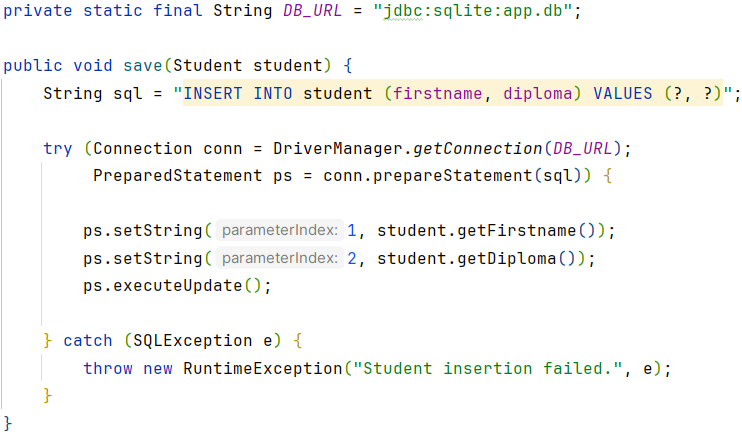 private static final String DB_URL = "jdbc:sqlite:app.db";
public void save(Student student) {
String sql = "INSERT INTO student (firstname, diploma) VALUES (?, ?)";
try (Connection conn = DriverManager.getConnection(DB_URL);
PreparedStatement ps = conn.prepareStatement(sql)) {
ps.setString( parameterIndex: 1, student.getFirstname());
ps.setString( parameterIndex: 2, student.getDiploma());
ps.executeUpdate();
} catch (SQLException e) {
throw new RuntimeException("Student insertion failed.", e);
}
}